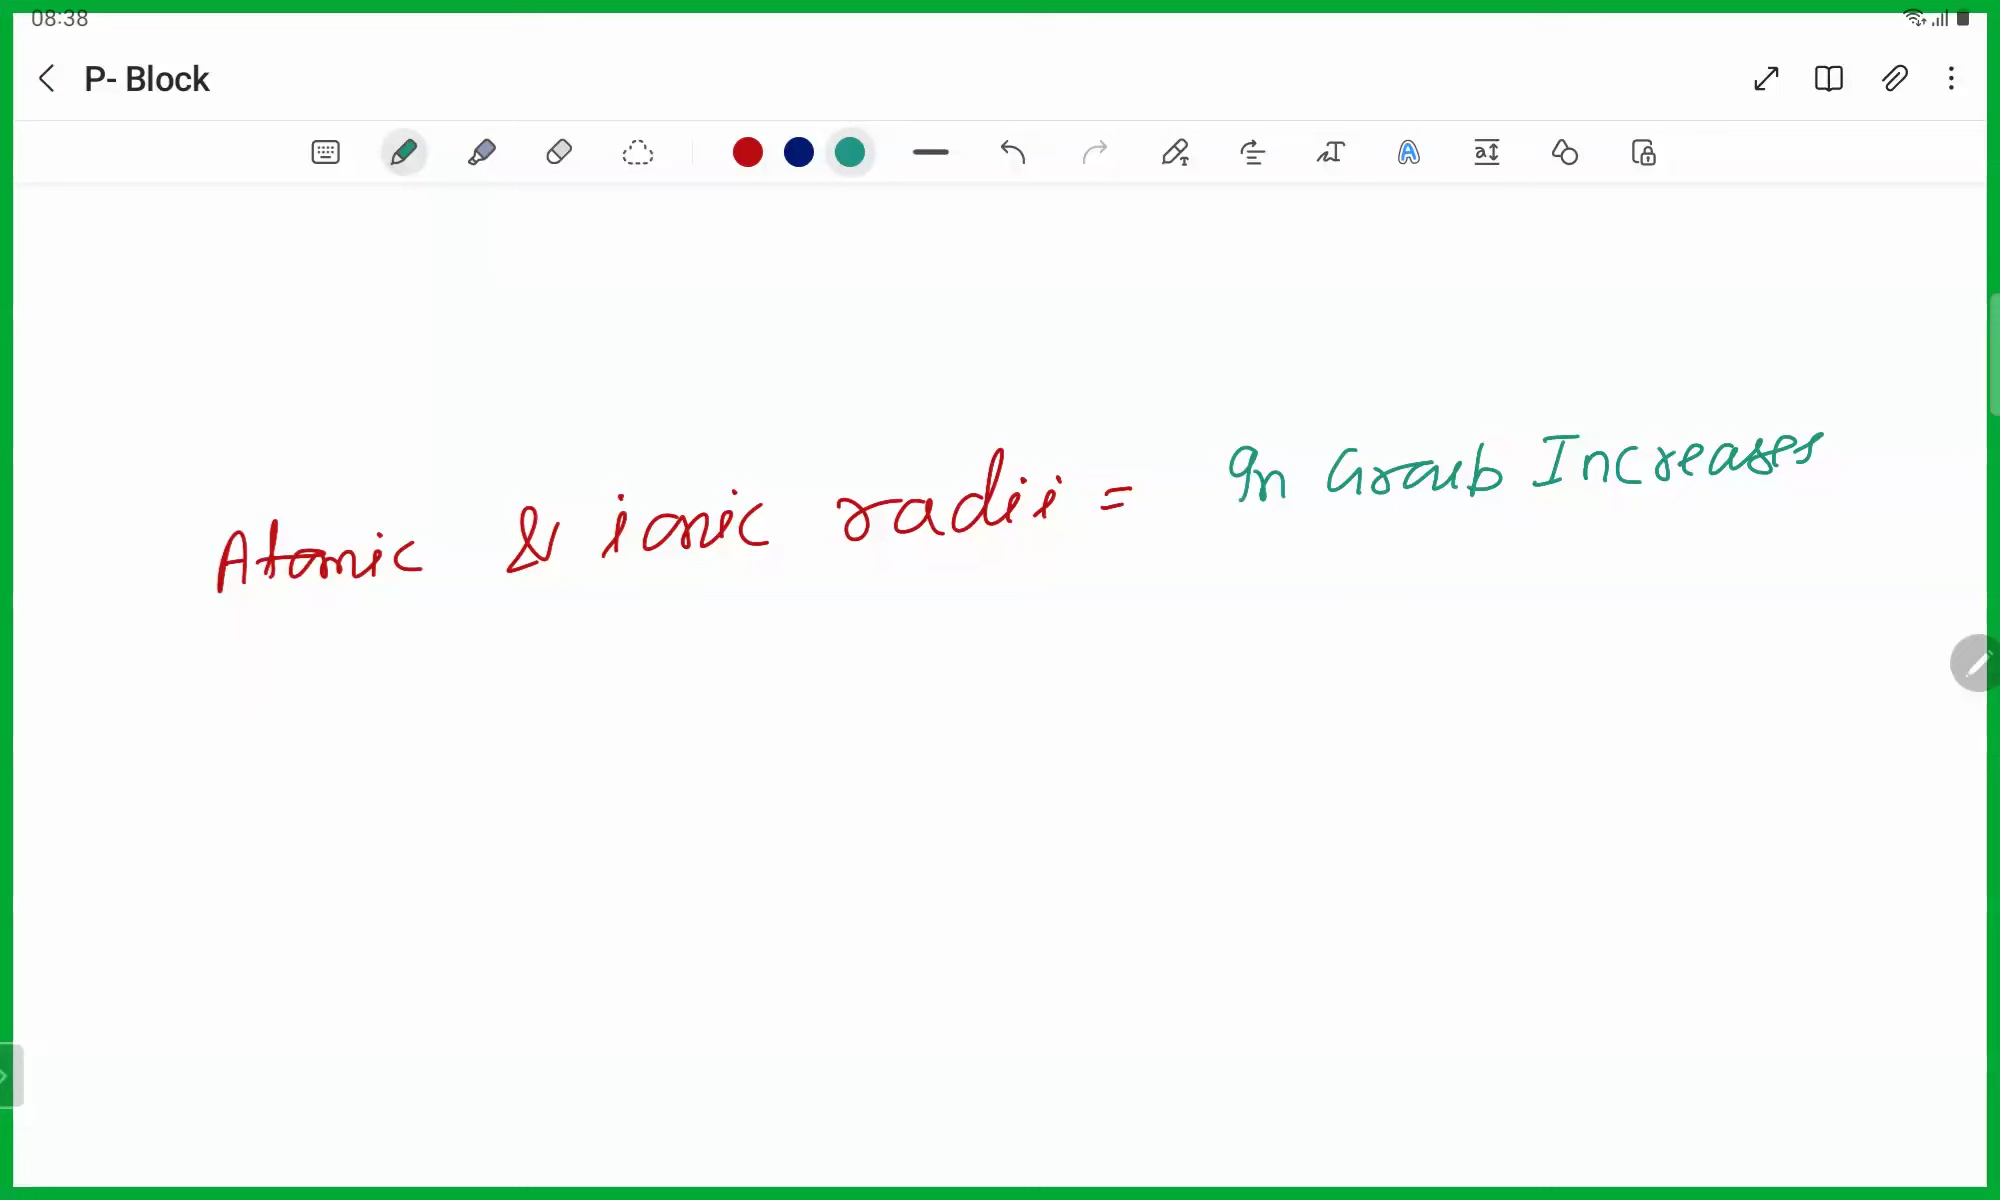 08:38
P- Block
Atomic & ionic radii = In Group Increases